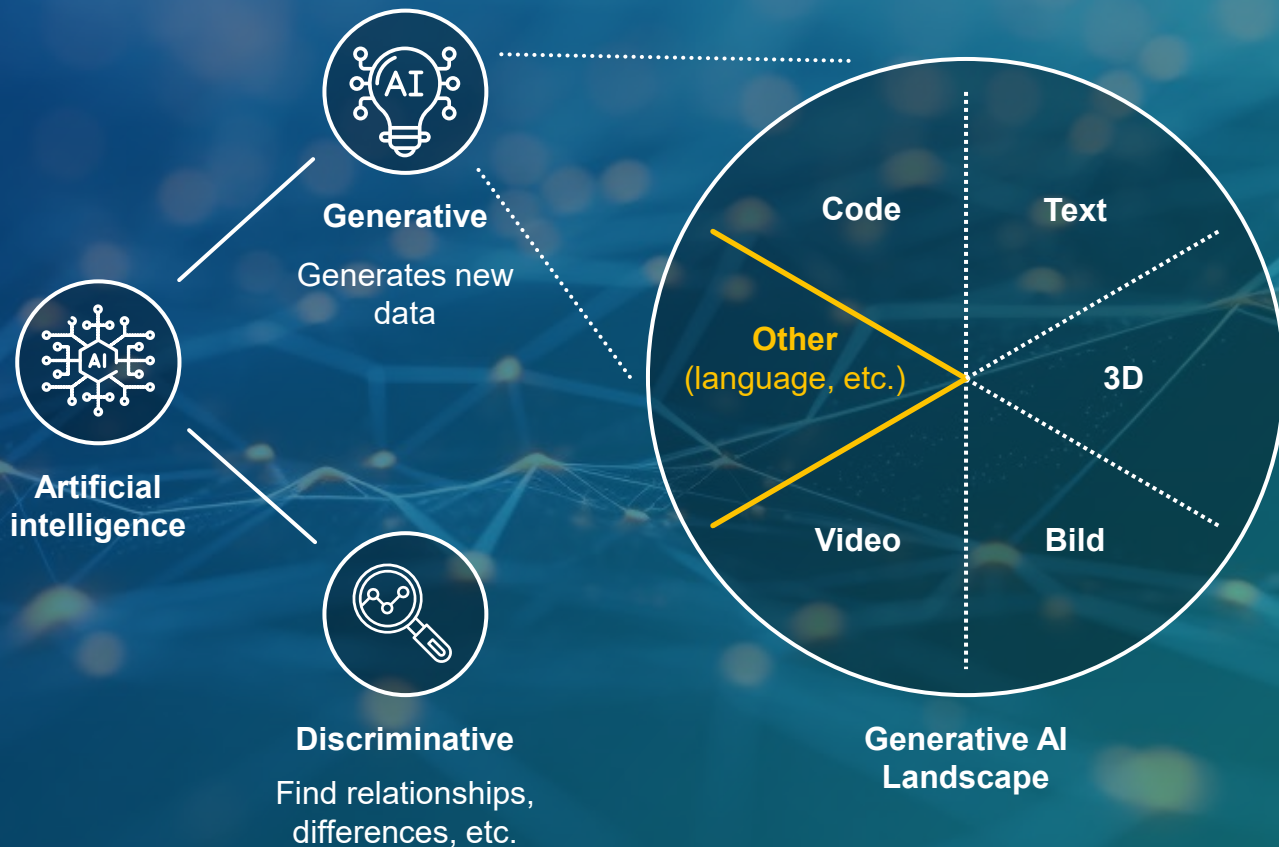 AI
Generative
Generates new
data
AI
Artificial
intelligence
Discriminative
Find relationships,
differences, etc.
Code
Text
Other
(language, etc.)
3D
Video
Bild
Generative AI
Landscape